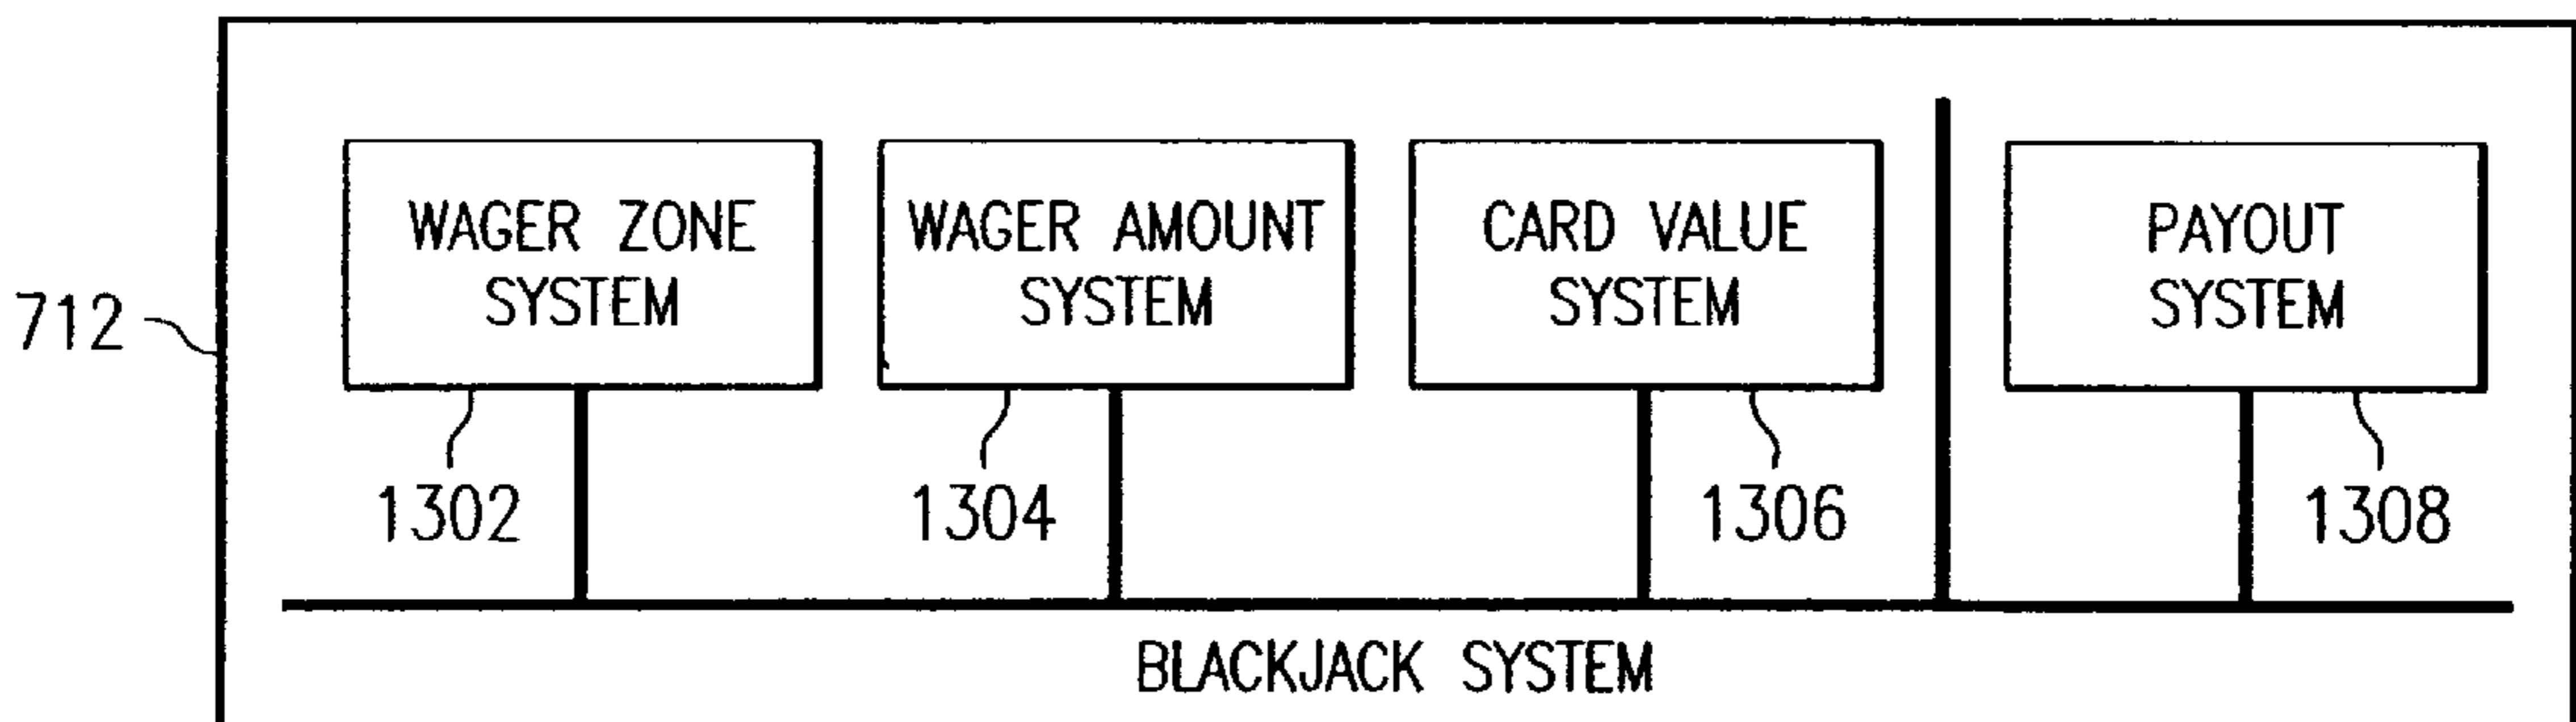 WAGER ZONE
SYSTEM
WAGER AMOUNT
SYSTEM
CARD VALUE
SYSTEM
PAYOUT
SYSTEM
712
1302
1304
1306
1308
BLACKJACK SYSTEM